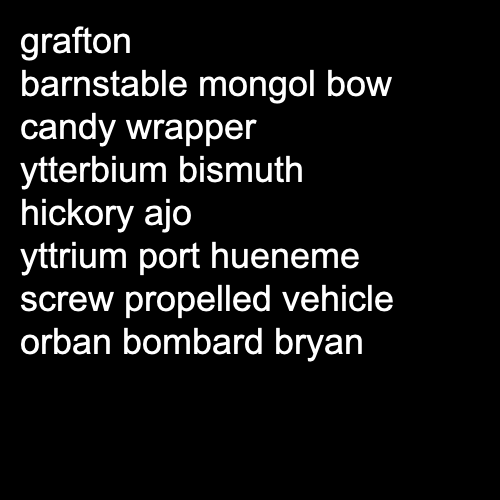 grafton
barnstable mongol bow
candy wrapper
ytterbium bismuth
hickory ajo
yttrium port hueneme
screw propelled vehicle
orban bombard bryan